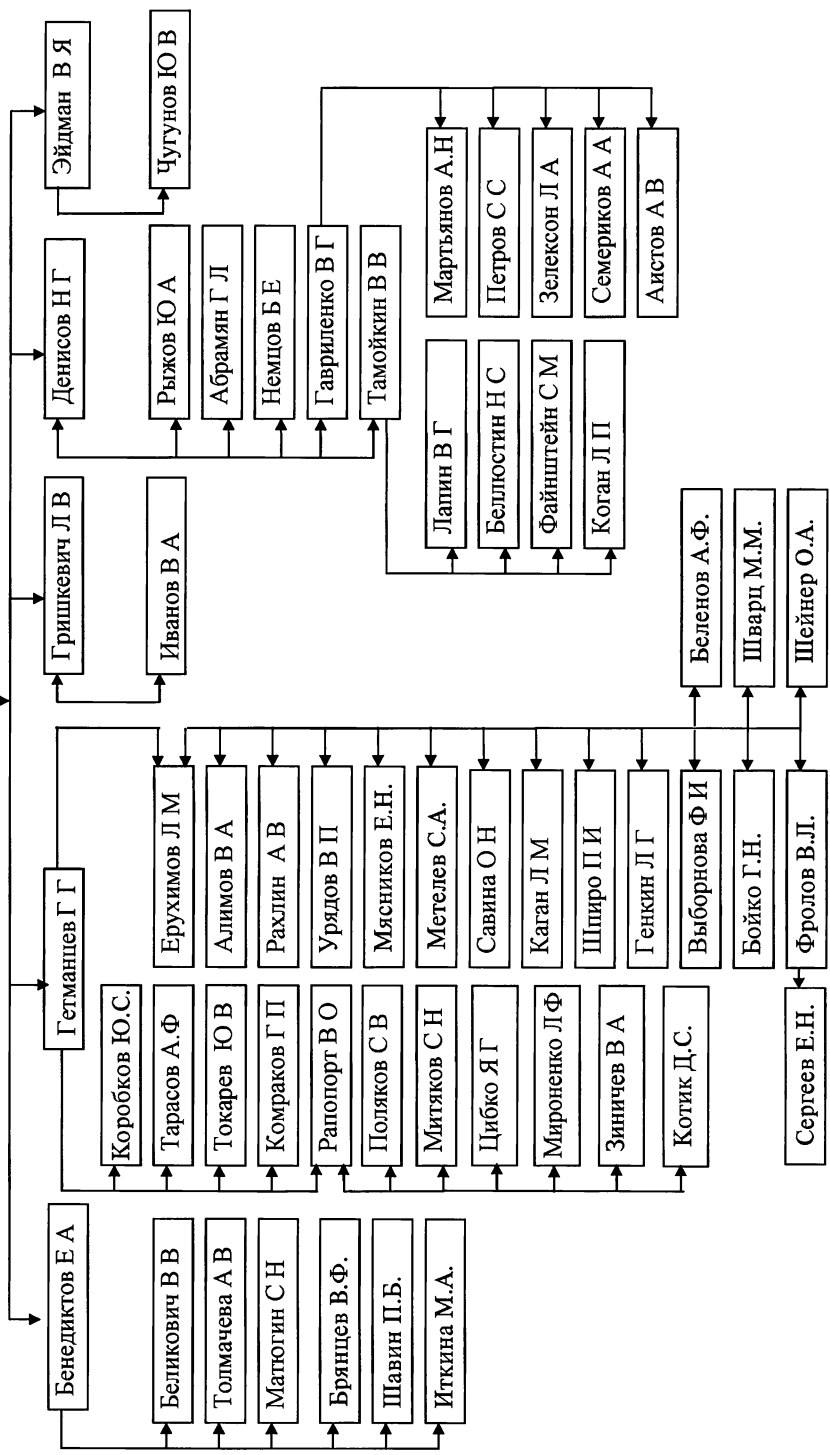 Бенедиктов Е А
Беликович В В
Толмачева А В
Матюгин С Н
Брянцев В.Ф.
Шавин П.Б.
Иткина М.А.
Гетманцев Г Г
Коробков Ю.С.
Тарасов А.Ф
Токарев Ю В
Комраков Г П
Рапопорт В О
Поляков С В
Митяков С Н
Цибко Я Г
Мироненко Л Ф
Зиничев В А
Котик Д.С.
Ерухимов Л М
Алимов В А
Рахлин А В
Урядов В П
Мясников Е.Н.
Метелев С.А.
Савина О Н
Каган Л М
Шпиро П И
Генкин Л Г
Выборнова Ф И
Бойко Г.Н.
Фролов В.Л.
Сергеев Е.Н.
Беленов А.Ф.
Шварц М.М.
Шейнер О.А.
Гришкевич Л В
Иванов В А
Денисов Н Г
Рыжов Ю А
Абрамян Г Л
Немцов Б Е
Гавриленко В Г
Тамойкин В В
Лапин В Г
Беллюстин Н С
Файнштейн С М
Коган Л П
Мартьянов А.Н
Петров С С
Зелексон Л А
Семериков А А
Аистов А В
Эйдман В Я
Чугунов Ю В